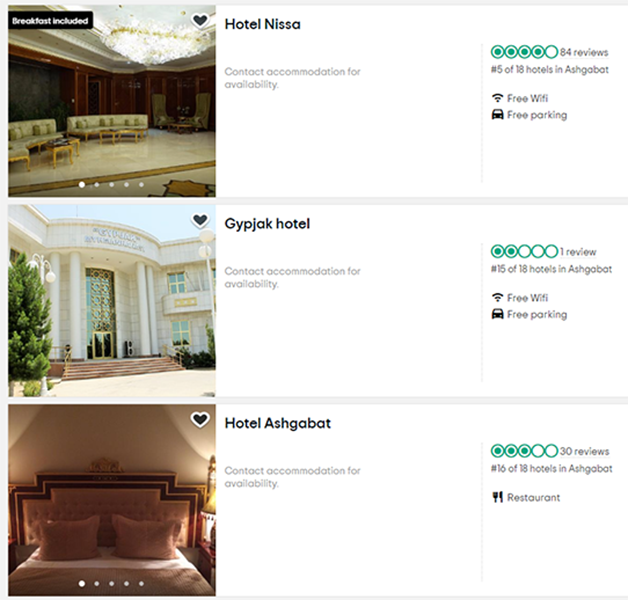 Breakfast included
Hotel Nissa
Contact accommodation for
availability.
84 reviews
#5 of 18 hotels in Ashgabat
Free Wifi
Free parking
Gypjak hotel
Contact accommodation for
availability.
1 review
#15 of 18 hotels in Ashgabat
Free Wifi
Free parking
Hotel Ashgabat
Contact accommodation for
availability.
30 reviews
#16 of 18 hotels in Ashgabat
Restaurant